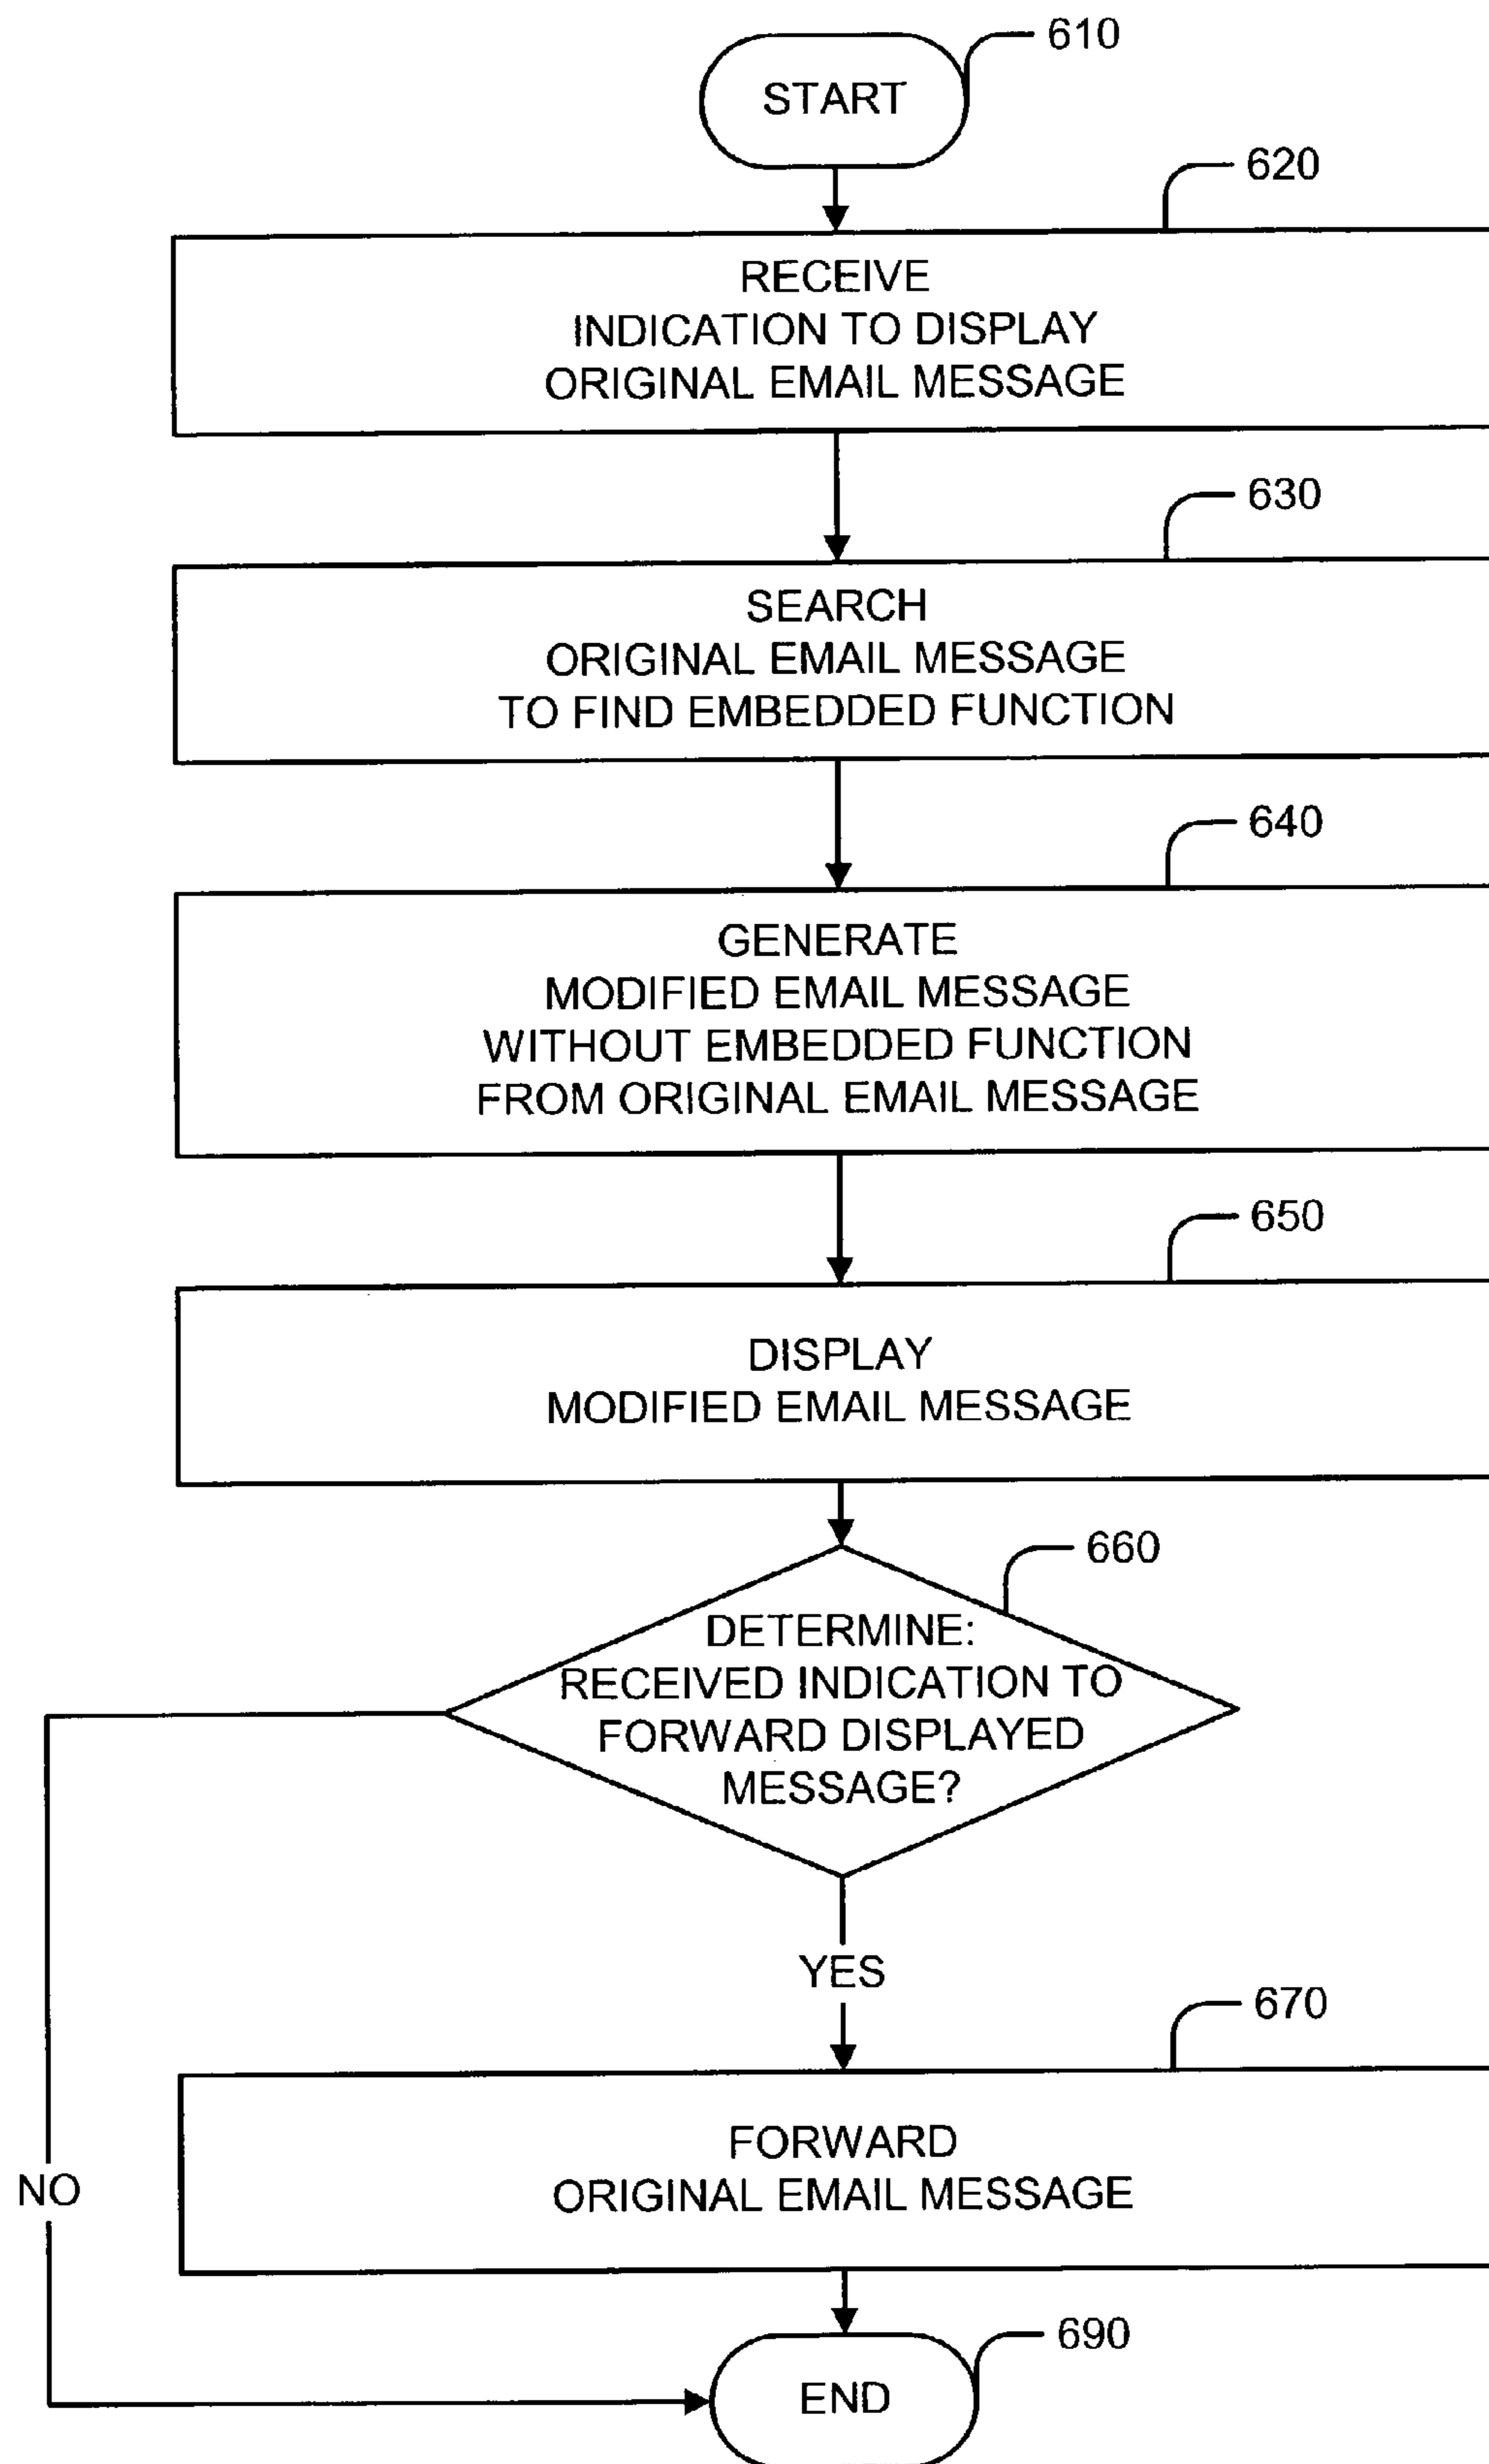 610
START
620
RECEIVE
INDICATION TO DISPLAY
ORIGINAL EMAIL MESSAGE
630
SEARCH
ORIGINAL EMAIL MESSAGE
TO FIND EMBEDDED FUNCTION
640
GENERATE
MODIFIED EMAIL MESSAGE
WITHOUT EMBEDDED FUNCTION
FROM ORIGINAL EMAIL MESSAGE
650
DISPLAY
MODIFIED EMAIL MESSAGE
660
DETERMINE:
RECEIVED INDICATION TO
FORWARD DISPLAYED
MESSAGE?
YES
670
FORWARD
ORIGINAL EMAIL MESSAGE
NO
690
END